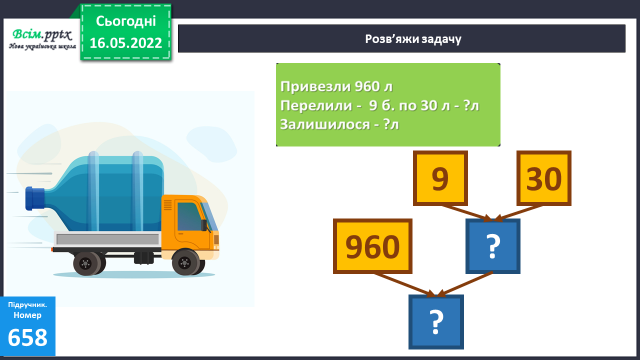 Всім.pptx
Нова українська школа
Сьогодні
16.05.2022
Розв’яжи задачу
Привезли 960 л
Перелили - 9 б. по 30 л - ?л
Залишилося - ?л
9
30
960
?
?
Підручник.
Номер
658